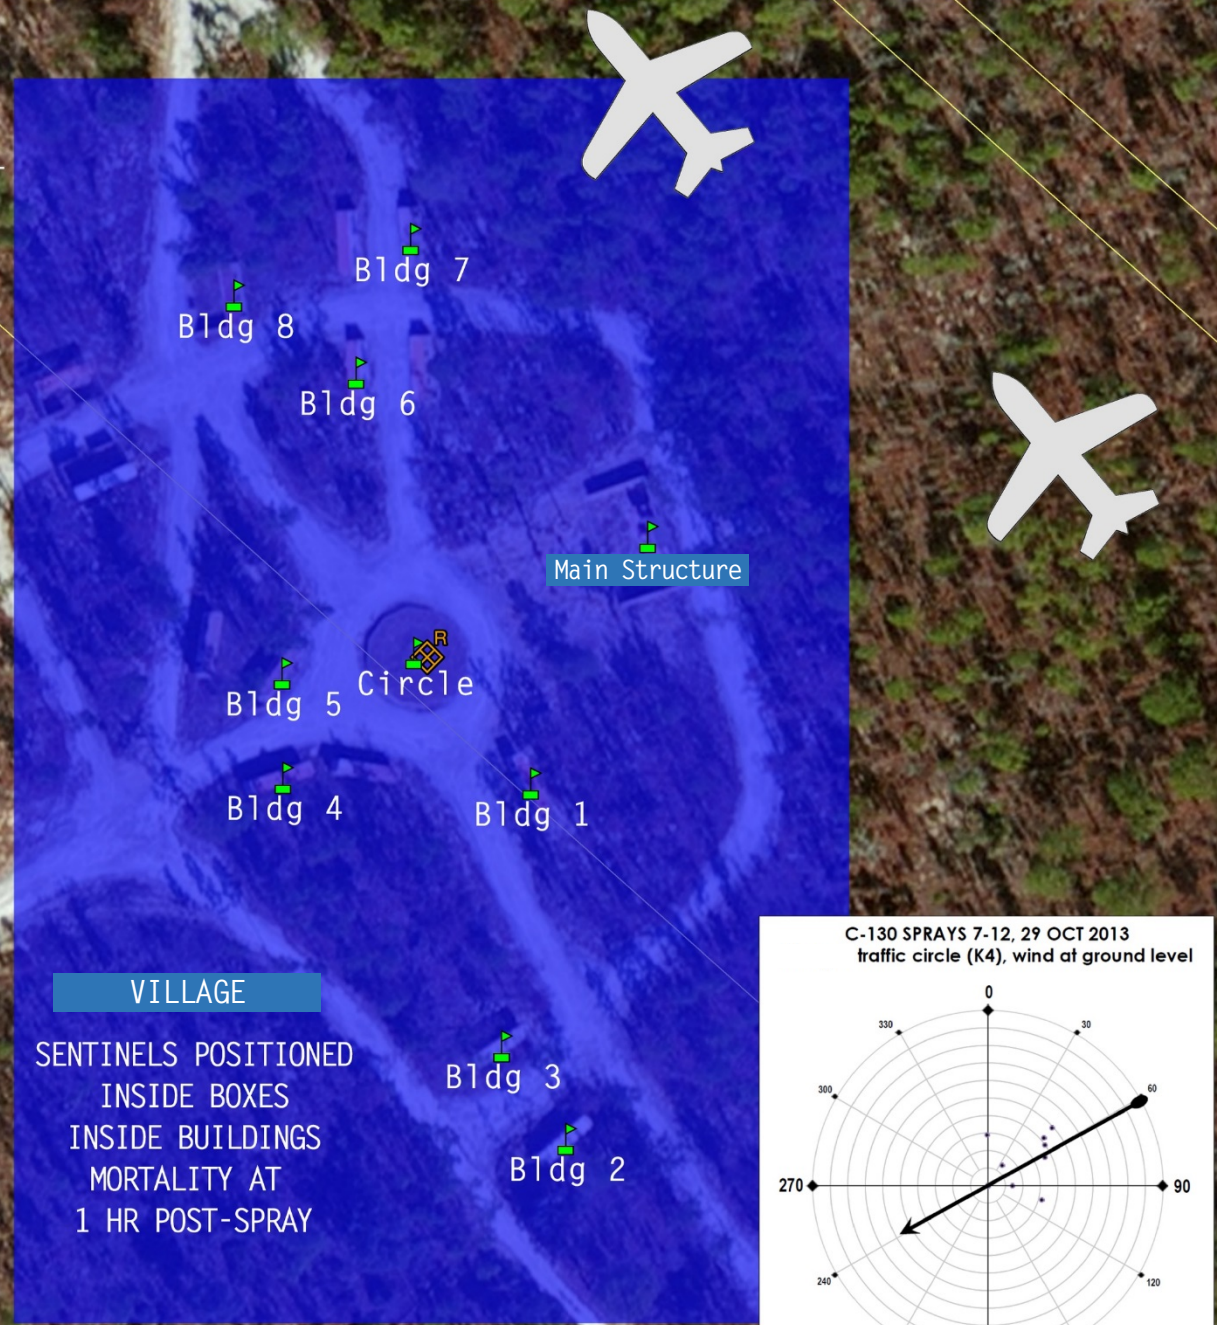 Bldg 7
Bldg 8
Bldg 6
Main Structure
R
Circle
Bldg 5
Bldg 4
Bldg 1
VILLAGE
SENTINELS POSITIONED
INSIDE BOXES
INSIDE BUILDINGS
MORTALITY AT
1 HR POST-SPRAY
Bldg 3
Bldg 2
C-130 SPRAYS 7-12, 29 OCT 2013
traffic circle (K4), wind at ground level
0
330
30
300
60
270
90
240
120